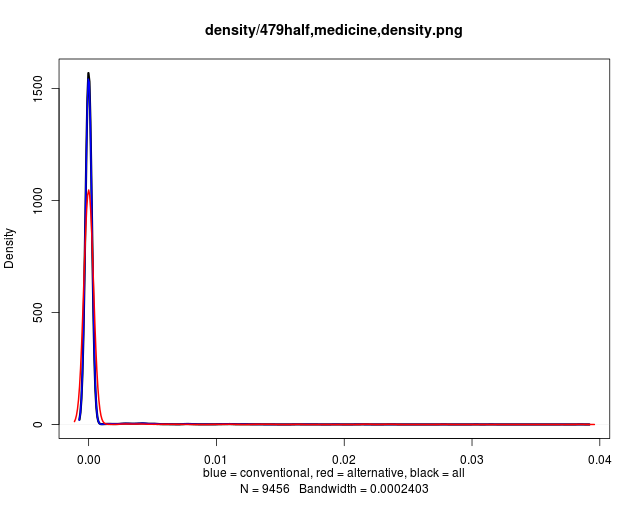 density/479half,medicine,density.png
Density
1500
1000
500
0
0.00 0.01 0.02 0.03 0.04
blue = conventional, red = alternative, black = all
N = 9456 Bandwidth = 0.0002403